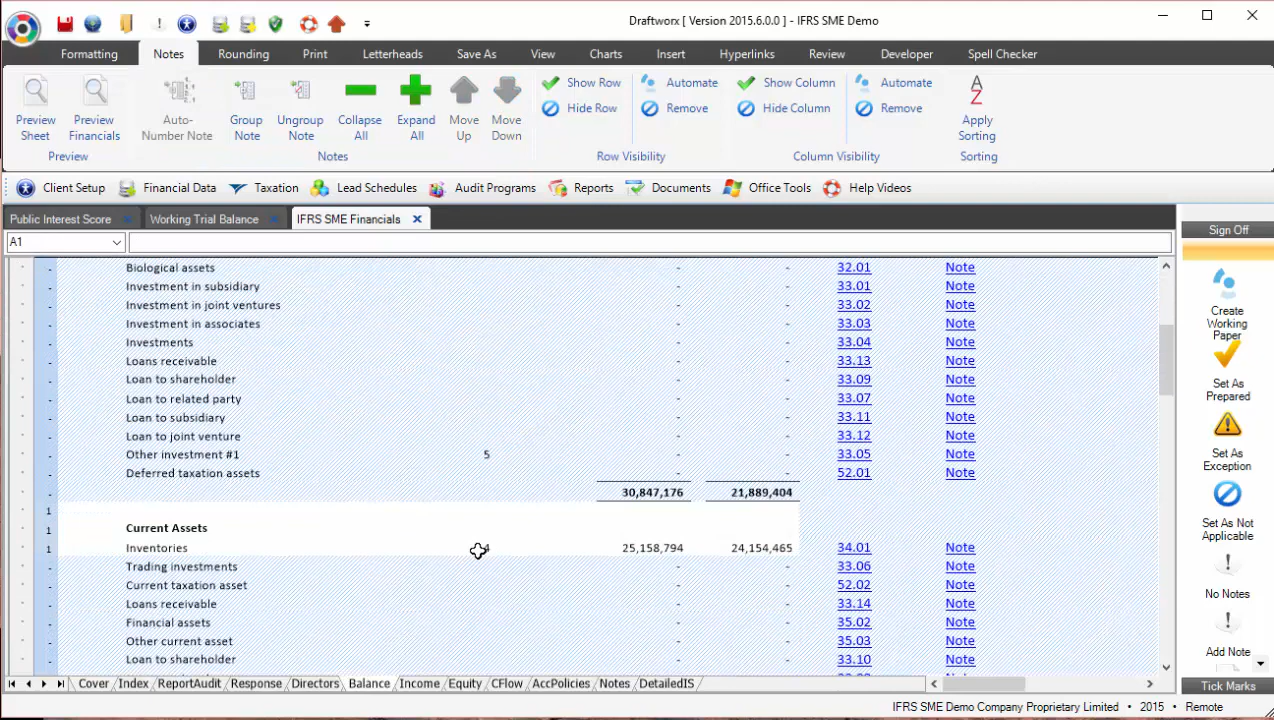 Draftworx [ Version 2015.6.0.0 ] - IFRS SME Demo
Formatting Notes Rounding Print Letterheads Save As View Charts Insert Hyperlinks Review Developer Spell Checker
Preview Sheet
Preview Financials
Preview
Auto-Number Note
Group Note
Ungroup Note
Collapse All
Expand All
Move Up
Move Down
Notes
Show Row
Hide Row
Automate
Remove
Row Visibility
Show Column
Hide Column
Automate
Remove
Column Visibility
A Z
Apply Sorting
Sorting
Client Setup Financial Data Taxation Lead Schedules Audit Programs Reports Documents Office Tools Help Videos
Public Interest Score Working Trial Balance IFRS SME Financials
A1
Biological assets - - 32.01 Note
Investment in subsidiary - - 33.01 Note
Investment in joint ventures - - 33.02 Note
Investment in associates - - 33.03 Note
Investments - - 33.04 Note
Loans receivable - - 33.13 Note
Loan to shareholder - - 33.09 Note
Loan to related party - - 33.07 Note
Loan to subsidiary - - 33.11 Note
Loan to joint venture - - 33.12 Note
Other investment #1 5 - - 33.05 Note
Deferred taxation assets - - 52.01 Note
30,847,176 21,889,404
1
1 Current Assets
1 Inventories 4 25,158,794 24,154,465 34.01 Note
Trading investments - - 33.06 Note
Current taxation asset - - 52.02 Note
Loans receivable - - 33.14 Note
Financial assets - - 35.02 Note
Other current asset - - 35.03 Note
Loan to shareholder - - 33.10 Note
Cover Index ReportAudit Response Directors Balance Income Equity CFlow AccPolicies Notes DetailedIS
Sign Off
Create Working Paper
Set As Prepared
Set As Exception
Set As Not Applicable
No Notes
Add Note
Tick Marks
IFRS SME Demo Company Proprietary Limited • 2015 • Remote